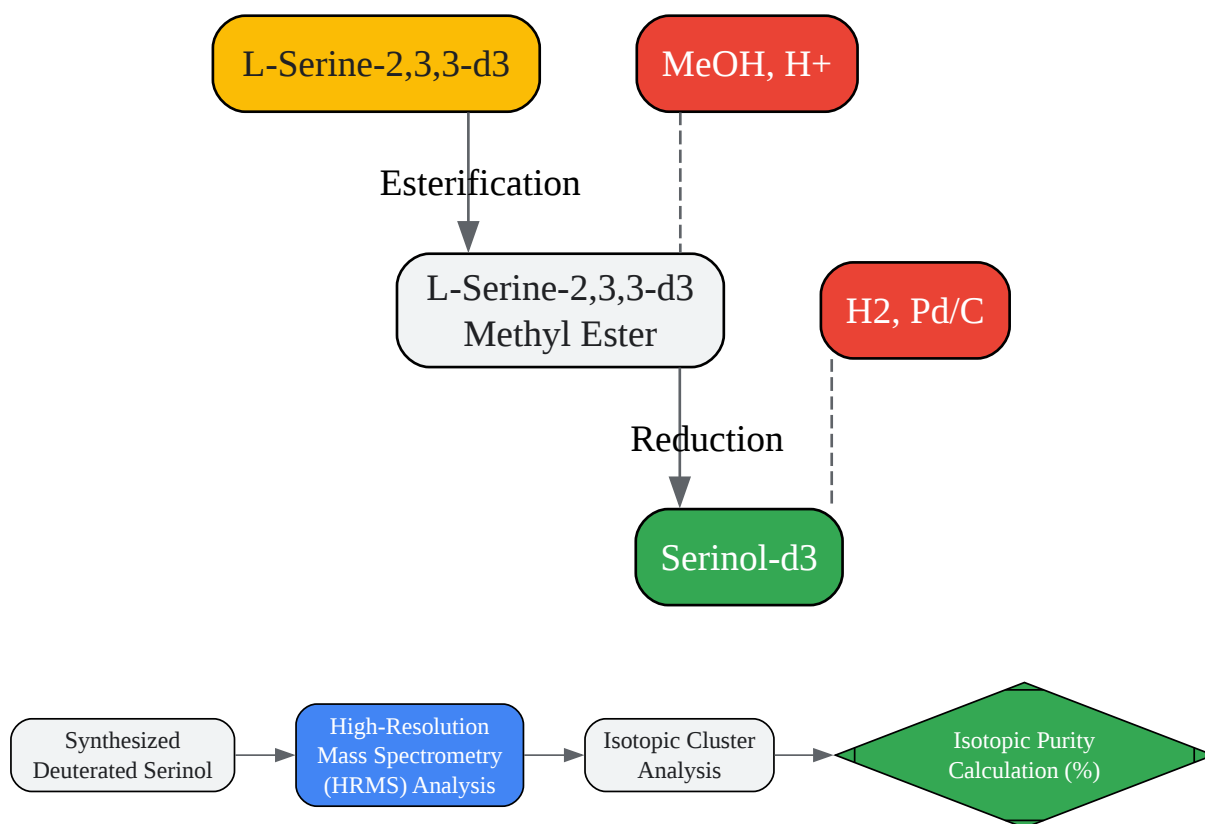 L-Serine-2,3,3-d3
MeOH, H+
Esterification
L-Serine-2,3,3-d3
Methyl Ester
H2, Pd/C
Reduction
Serinol-d3
Synthesized
Deuterated Serinol
High-Resolution
Mass Spectrometry
(HRMS) Analysis
Isotopic Cluster
Analysis
Isotopic Purity
Calculation (%)